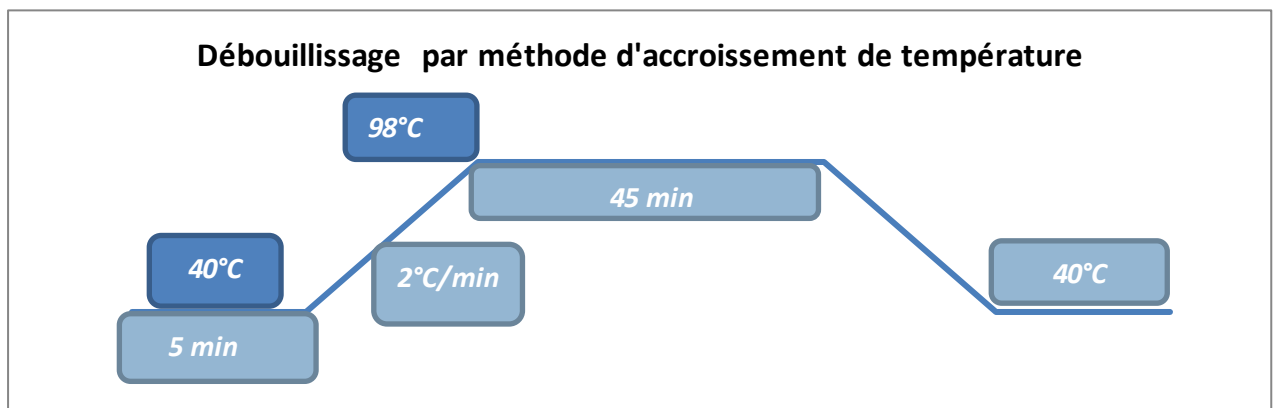 Débouillissage par méthode d'accroissement de température
98°C
45 min
40°C
2°C/min
40°C
5 min